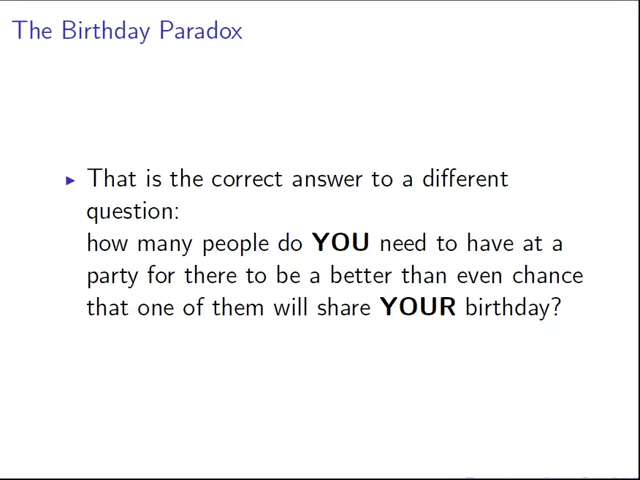 The Birthday Paradox
▶ That is the correct answer to a different
question:
how many people do YOU need to have at a
party for there to be a better than even chance
that one of them will share YOUR birthday?